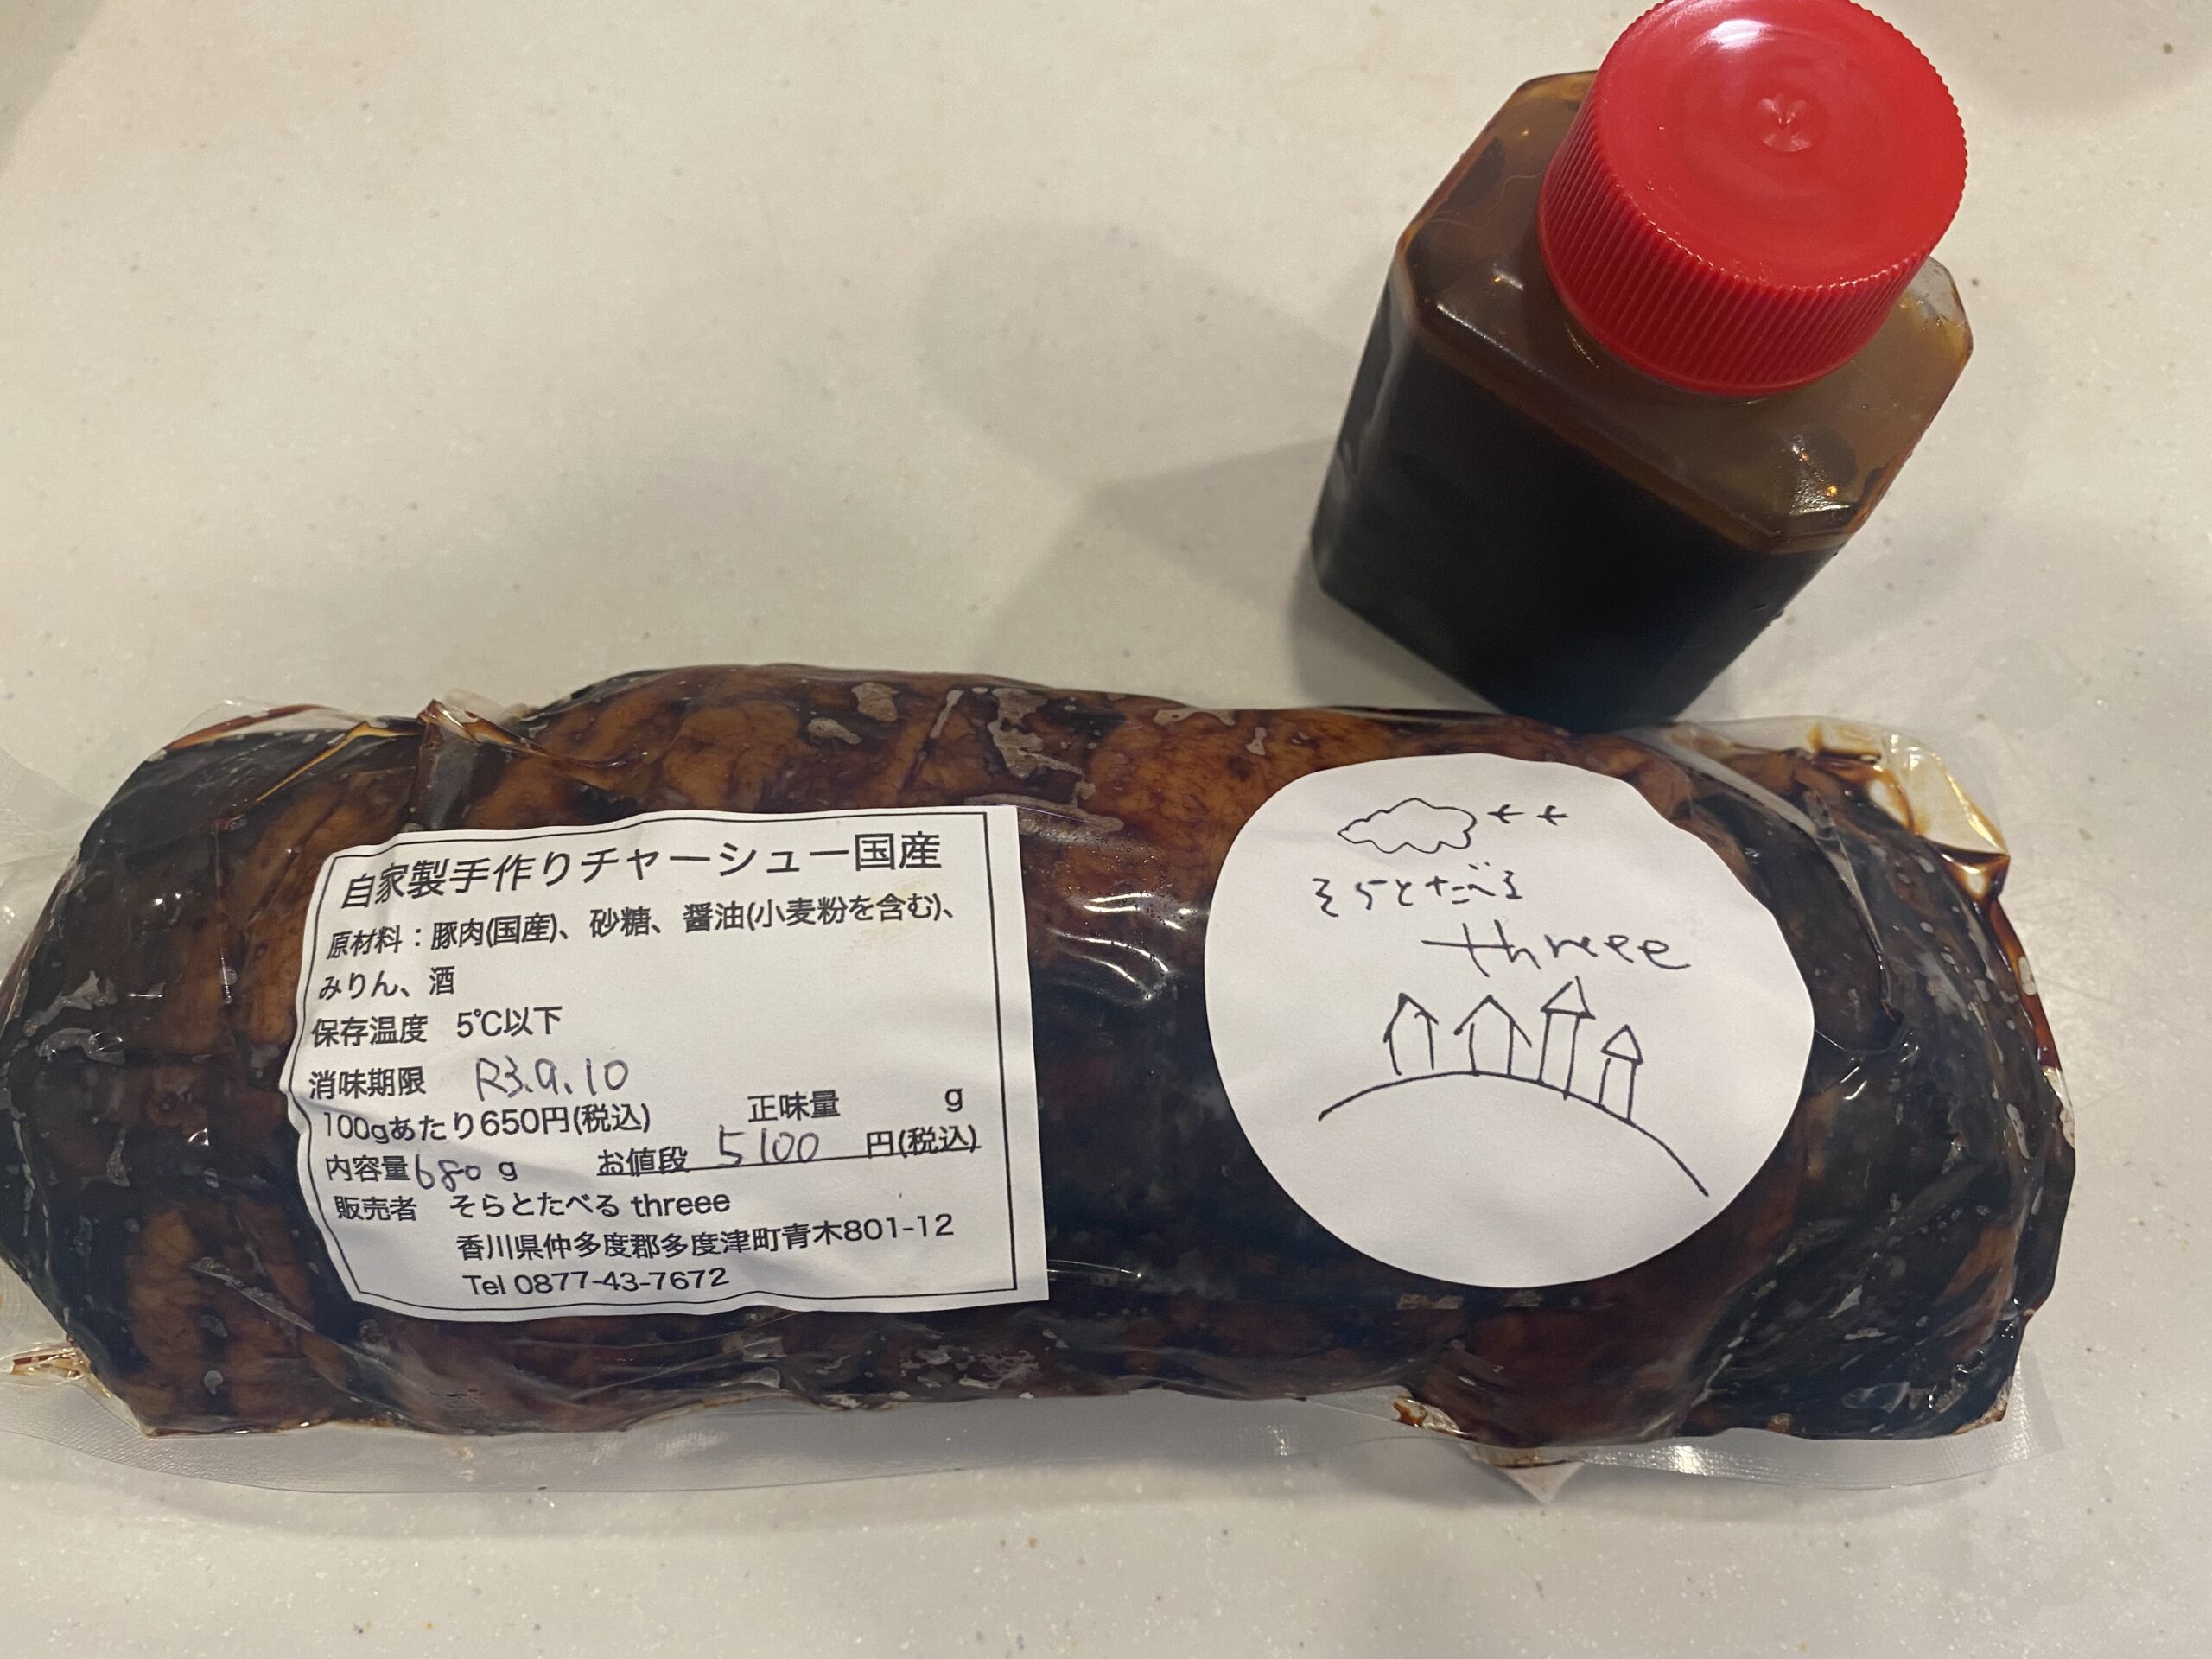 自家製手作りチャーシュー国産
原材料：豚肉(国産)、砂糖、醤油(小麦粉を含む)、
みりん、酒
保存温度 5℃以下
消味期限 R3.9.10
100gあたり650円(税込) 正味量 g
内容量680g お値段 5100 円(税込)
販売者 そらとたべる threee
香川県仲多度郡多度津町青木801-12
Tel 0877-43-7672
そらとたべる
threee